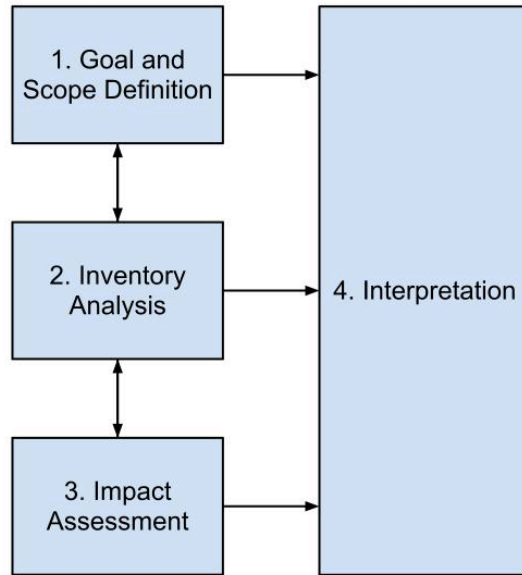 1. Goal and
Scope Definition
2. Inventory
Analysis
4. Interpretation
3. Impact
Assessment